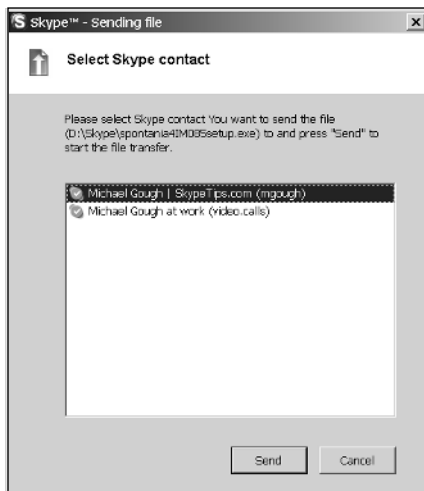 Skype™ - Sending file
Select Skype contact
Please select Skype contact You want to send the file
(D:\Skype\spontania4IM085setup.exe) to and press "Send" to
start the file transfer.
Michael Gough | SkypeTips.com (mgough)
Michael Gough at work (video.calls)
Send Cancel